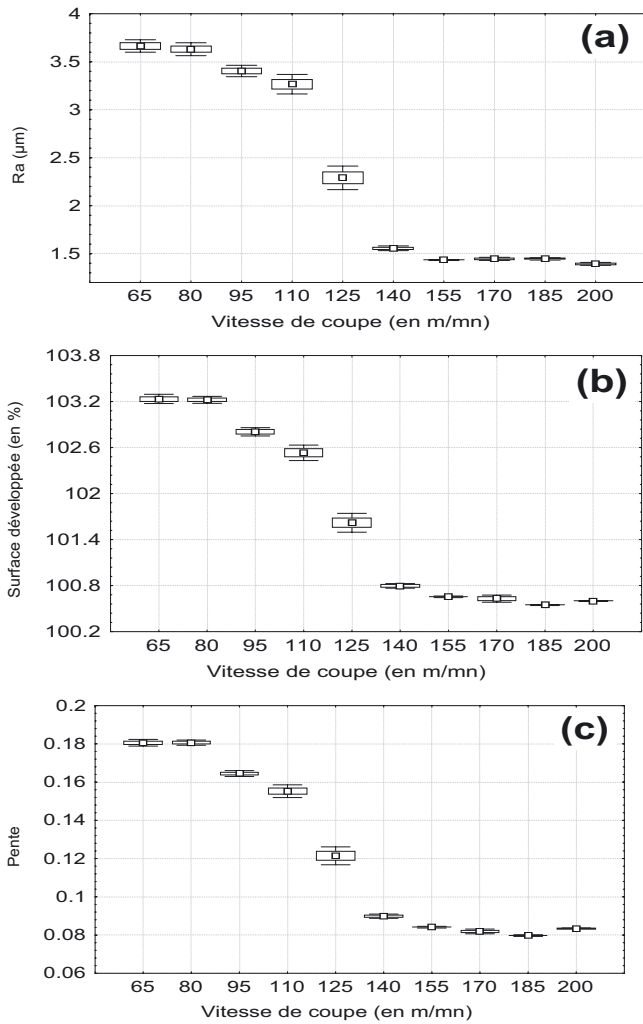 (a)
4
3.5
3
2.5
2
1.5
Ra (µm)
65 80 95 110 125 140 155 170 185 200
Vitesse de coupe (en m/mn)
(b)
103.8
103.2
102.6
102
101.4
100.8
100.2
Surface développée (en %)
65 80 95 110 125 140 155 170 185 200
Vitesse de coupe (en m/mn)
(c)
0.2
0.18
0.16
0.14
0.12
0.1
0.08
0.06
Pente
65 80 95 110 125 140 155 170 185 200
Vitesse de coupe (en m/mn)